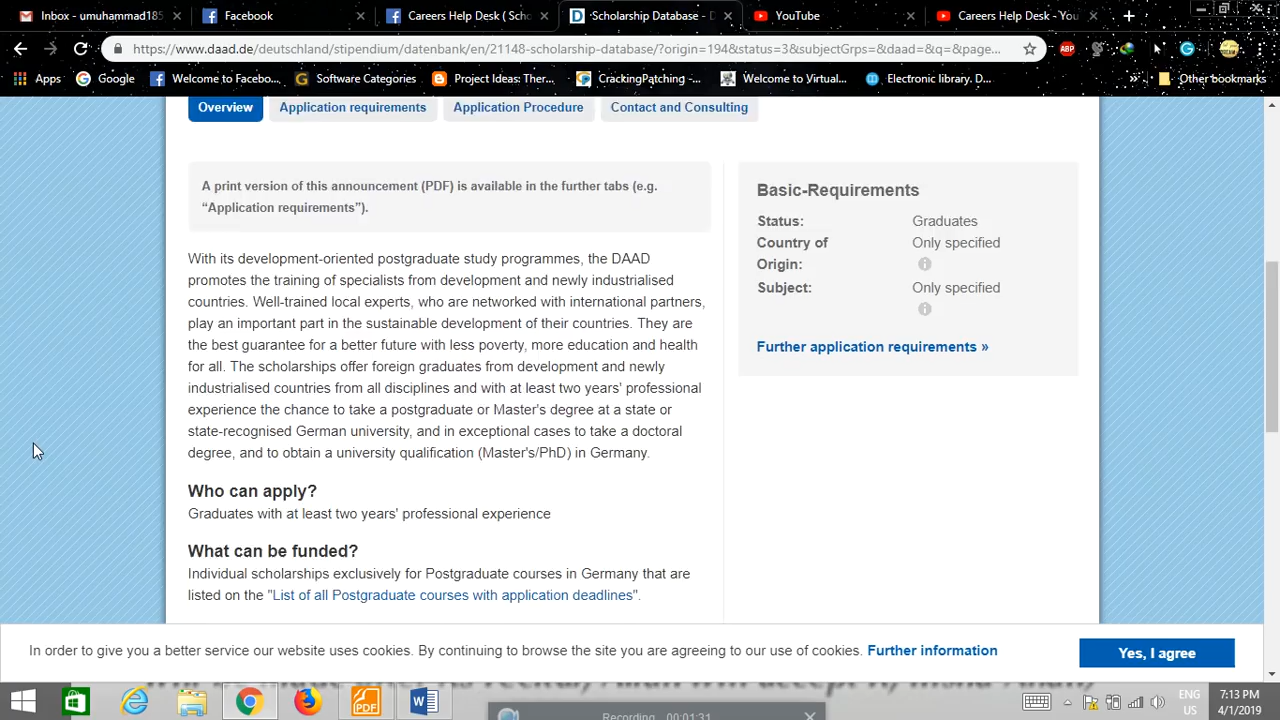 Inbox - emuhammad185
Facebook
Careers Help Desk ( Sch
Scholarship Database - D
YouTube
Careers Help Desk - You
https://www.daad.de/deutschland/stipendium/datenbank/en/21148-scholarship-database/?origin=194&status=3&subjectGrps=&daad=&q=&page...
ABP
Apps
Google
Welcome to Facebo...
Software Categories
Project Ideas: Ther...
CrackingPatching -...
Welcome to Virtual...
Electronic library. D...
Other bookmarks
Overview
Application requirements
Application Procedure
Contact and Consulting
A print version of this announcement (PDF) is available in the further tabs (e.g.
“Application requirements”).
With its development-oriented postgraduate study programmes, the DAAD
promotes the training of specialists from development and newly industrialised
countries. Well-trained local experts, who are networked with international partners,
play an important part in the sustainable development of their countries. They are
the best guarantee for a better future with less poverty, more education and health
for all. The scholarships offer foreign graduates from development and newly
industrialised countries from all disciplines and with at least two years' professional
experience the chance to take a postgraduate or Master's degree at a state or
state-recognised German university, and in exceptional cases to take a doctoral
degree, and to obtain a university qualification (Master's/PhD) in Germany.
Who can apply?
Graduates with at least two years' professional experience
What can be funded?
Individual scholarships exclusively for Postgraduate courses in Germany that are
listed on the "List of all Postgraduate courses with application deadlines".
Basic-Requirements
Status: Graduates
Country of Only specified
Origin:
Subject: Only specified
Further application requirements »
In order to give you a better service our website uses cookies. By continuing to browse the site you are agreeing to our use of cookies. Further information
Yes, I agree
PDF
Recording 00:01:31
ENG
US
7:13 PM
4/1/2019